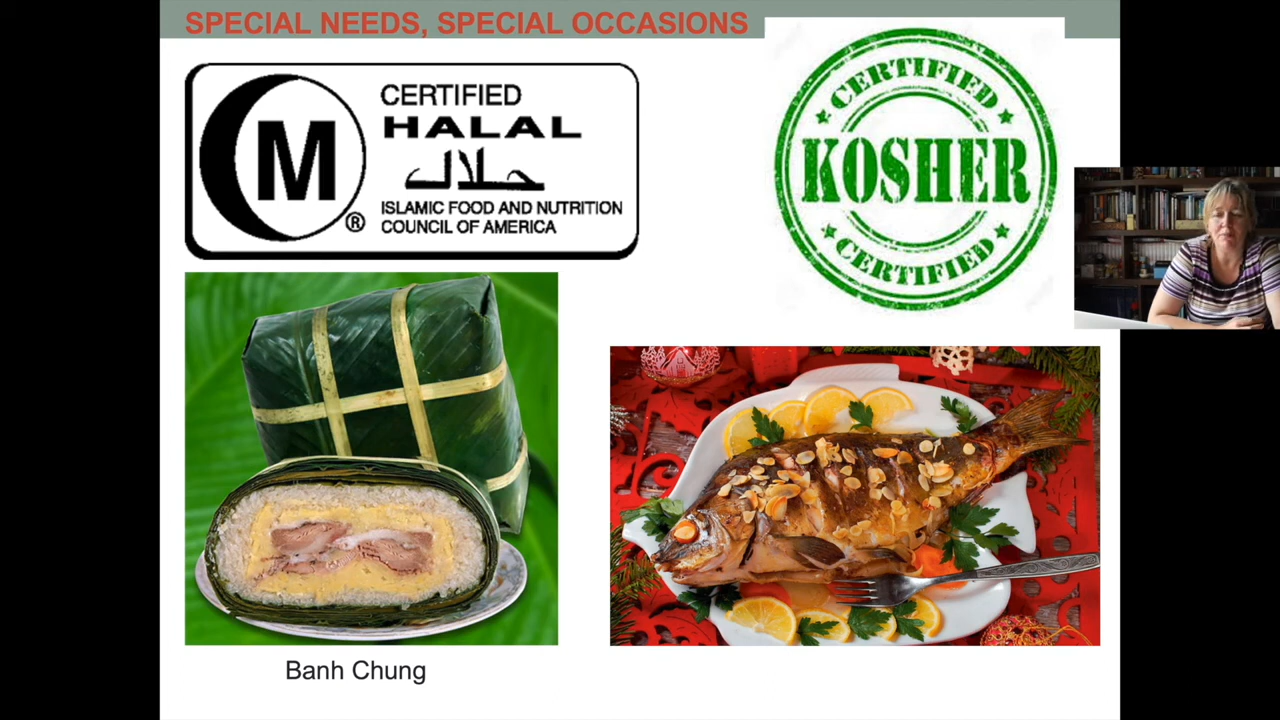 SPECIAL NEEDS, SPECIAL OCCASIONS
M
CERTIFIED
HALAL
حلال
ISLAMIC FOOD AND NUTRITION
COUNCIL OF AMERICA
®
CERTIFIED
KOSHER
CERTIFIED
Banh Chung